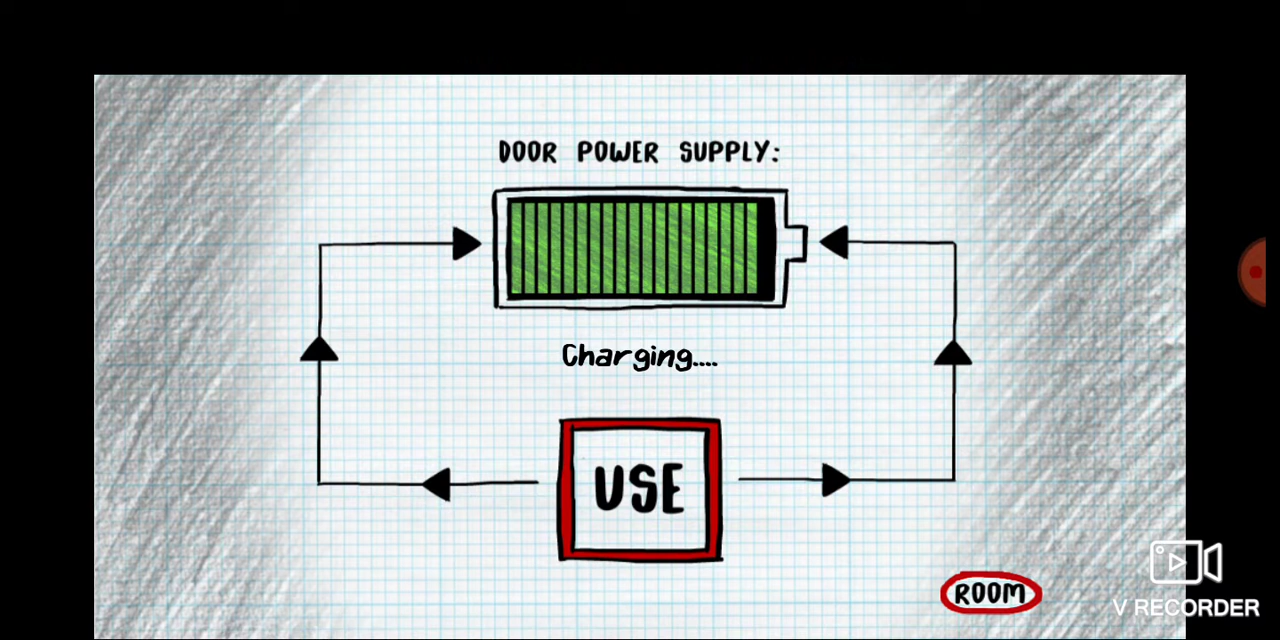 DOOR POWER SUPPLY:
Charging....
USE
ROOM
V RECORDER